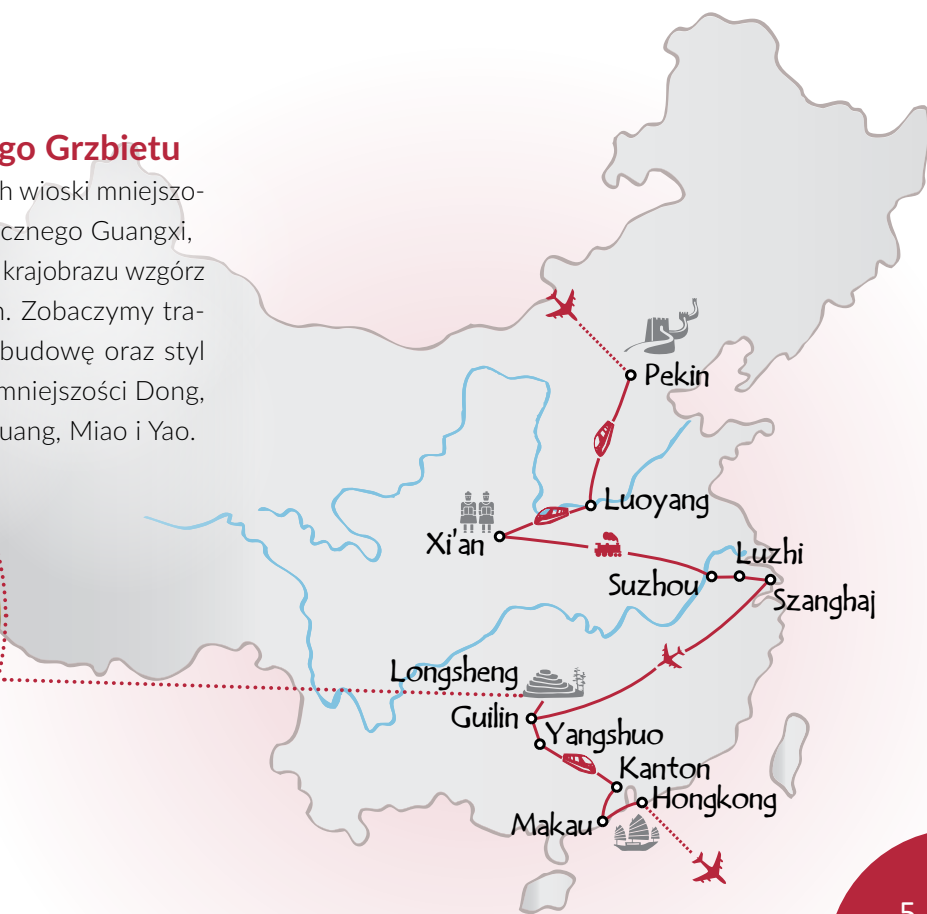 go Grzbietu
h wioski mniejszo-
cznego Guangxi,
krajobrazu wzgórz
. Zobaczymy tra-
budowę oraz styl
mniejszości Dong,
uang, Miao i Yao.
Pekin
Luoyang
Xi'an
Luzhi
Suzhou
Szanghaj
Longsheng
Guilin
Yangshuo
Kanton
Hongkong
Makau
5